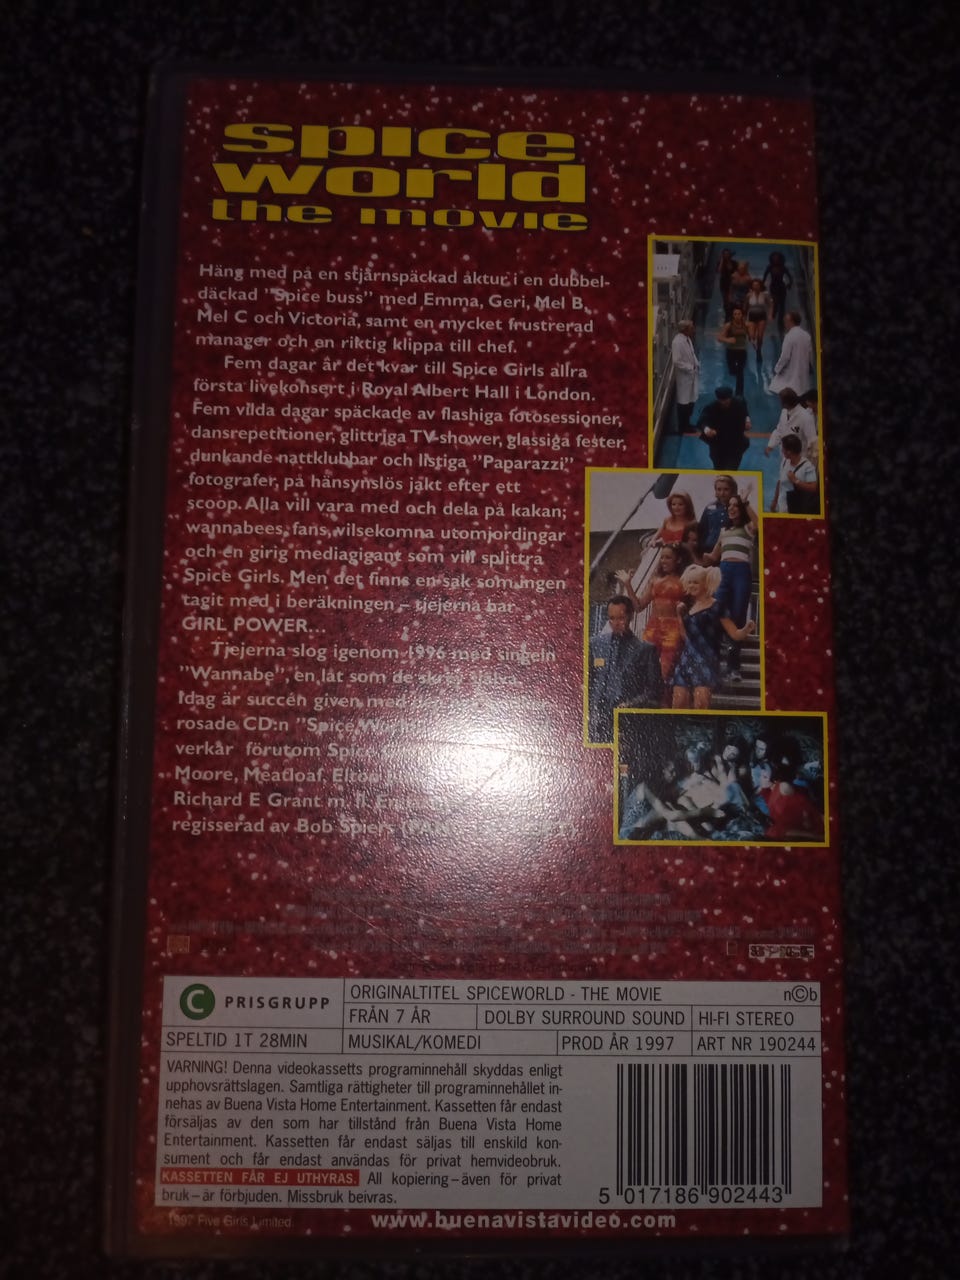 spice
world
the movie
Häng med på en stjärnspäckad åktur i en dubbel-
däckad "Spice buss" med Emma, Geri, Mel B,
Mel C och Victoria, samt en mycket frustrerad
manager och en riktig klippa till chef.
Fem dagar är det kvar till Spice Girls allra
första livekonsert i Royal Albert Hall i London.
Fem vilda dagar späckade av flashiga fotosessioner,
dansrepetitioner, glittriga TV-shower, glassiga fester,
dunkande nattklubbar och listiga "Paparazzi"
fotografer, på hänsynslös jakt efter ett
scoop. Alla vill vara med och dela på kakan;
wannabees, fans, vilsekomna utomjordingar
och en girig mediagigant som vill splittra
Spice Girls. Men det finns en sak som ingen
tagit med i beräkningen – tjejerna har
GIRL POWER...
Tjejerna slog igenom 1996 med singeln
"Wannabe", en låt som de
Idag är succén given med
rosade CD:n "Spice World
verkar förutom Spice
Moore, Meatloaf, Elton
Richard E Grant m. fl.
regisserad av Bob Spiers
C PRISGRUPP
ORIGINALTITEL SPICEWORLD - THE MOVIE
n©b
FRÅN 7 ÅR
DOLBY SURROUND SOUND
HI-FI STEREO
SPELTID 1T 28MIN
MUSIKAL/KOMEDI
PROD ÅR 1997
ART NR 190244
VARNING! Denna videokassetts programinnehåll skyddas enligt
upphovsrättslagen. Samtliga rättigheter till programinnehållet in-
nehas av Buena Vista Home Entertainment. Kassetten får endast
försäljas av den som har tillstånd från Buena Vista Home
Entertainment. Kassetten får endast säljas till enskild kon-
sument och får endast användas för privat hemvideobruk.
KASSETTEN FÅR EJ UTHYRAS. All kopiering – även för privat
bruk – är förbjuden. Missbruk beivras.
5 017186 902443
1997 Five Girls Limited.
www.buenavistavideo.com